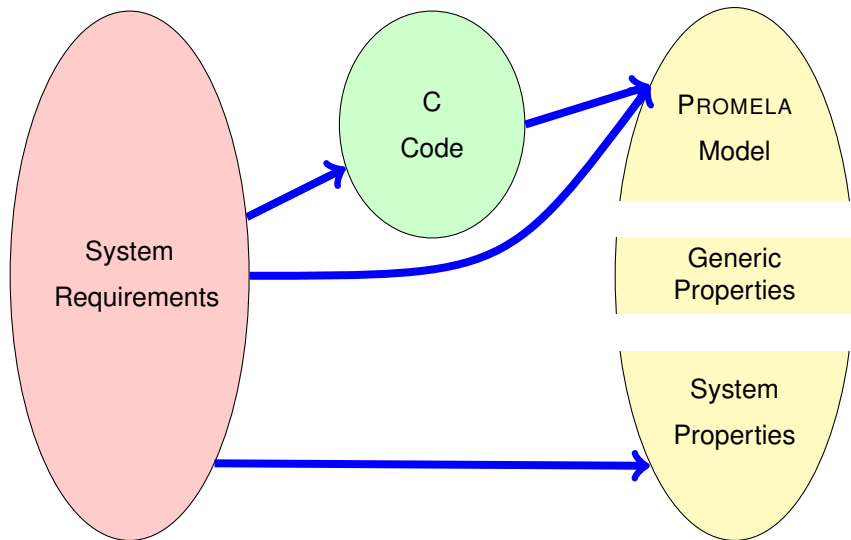 System
Requirements
C
Code
PROMELA
Model
Generic
Properties
System
Properties